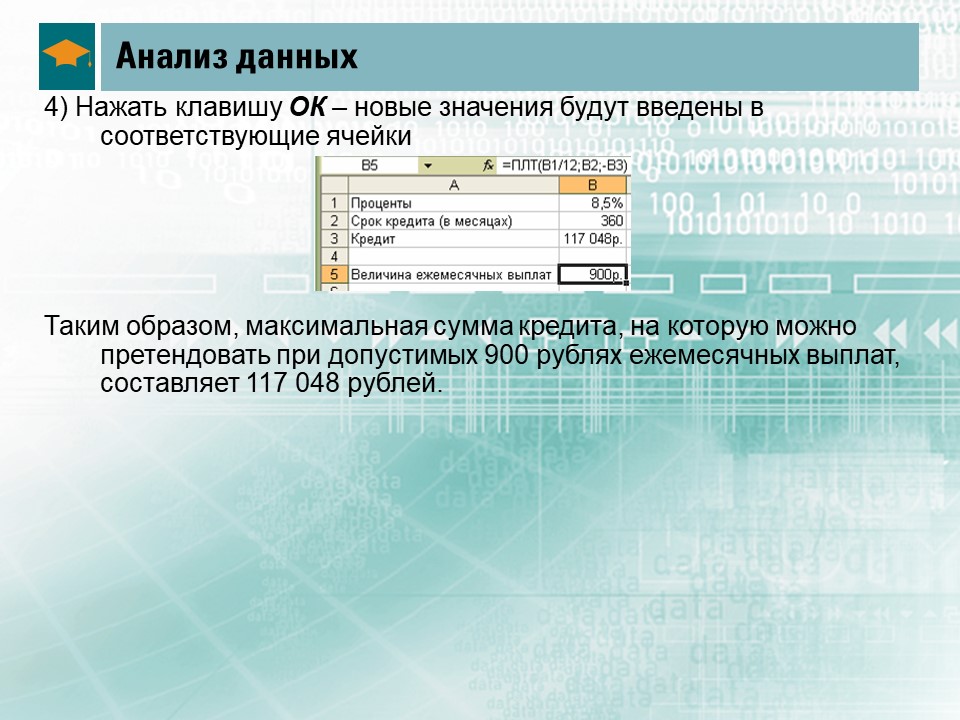 Анализ данных
4) Нажать клавишу ОК – новые значения будут введены в
соответствующие ячейки
B5 fx =ПЛТ(B1/12;B2;-B3)
A B
1 Проценты 8,5%
2 Срок кредита (в месяцах) 360
3 Кредит 117 048р.
4
5 Величина ежемесячных выплат 900р.
Таким образом, максимальная сумма кредита, на которую можно
претендовать при допустимых 900 рублях ежемесячных выплат,
составляет 117 048 рублей.